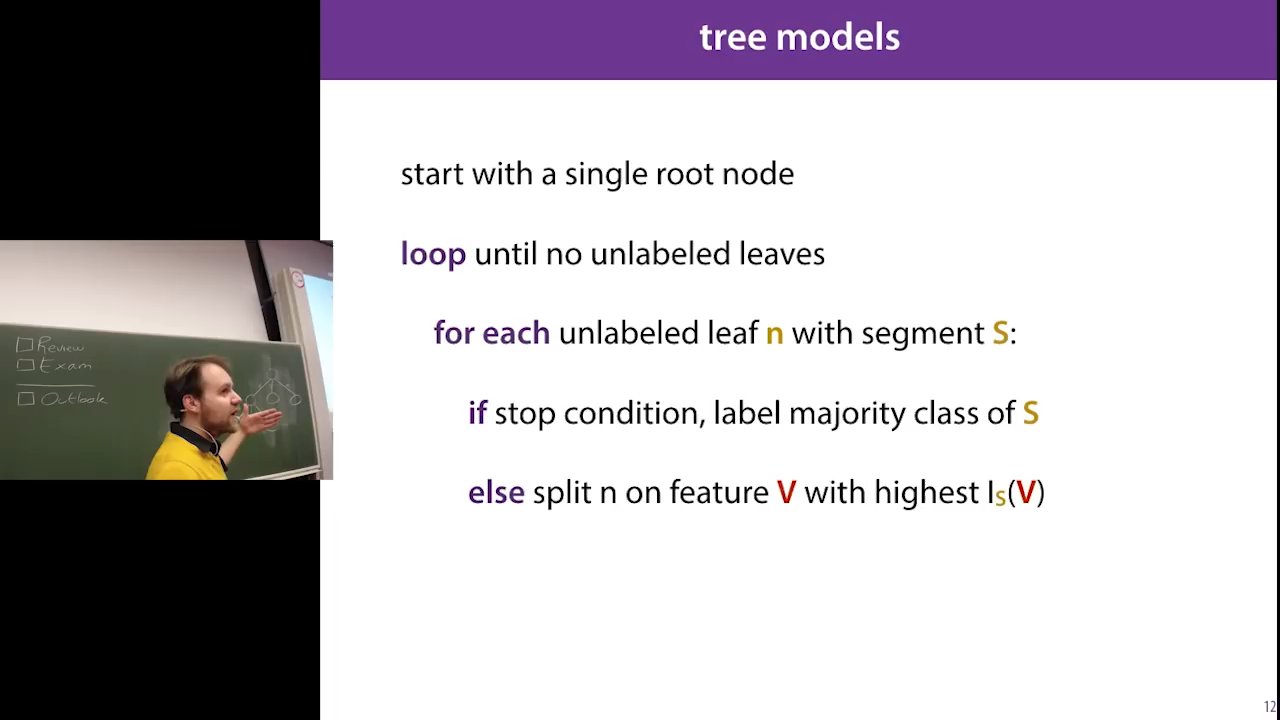 tree models
start with a single root node
loop until no unlabeled leaves
for each unlabeled leaf n with segment S:
if stop condition, label majority class of S
else split n on feature V with highest Is(V)
Review
Exam
Outlook
12